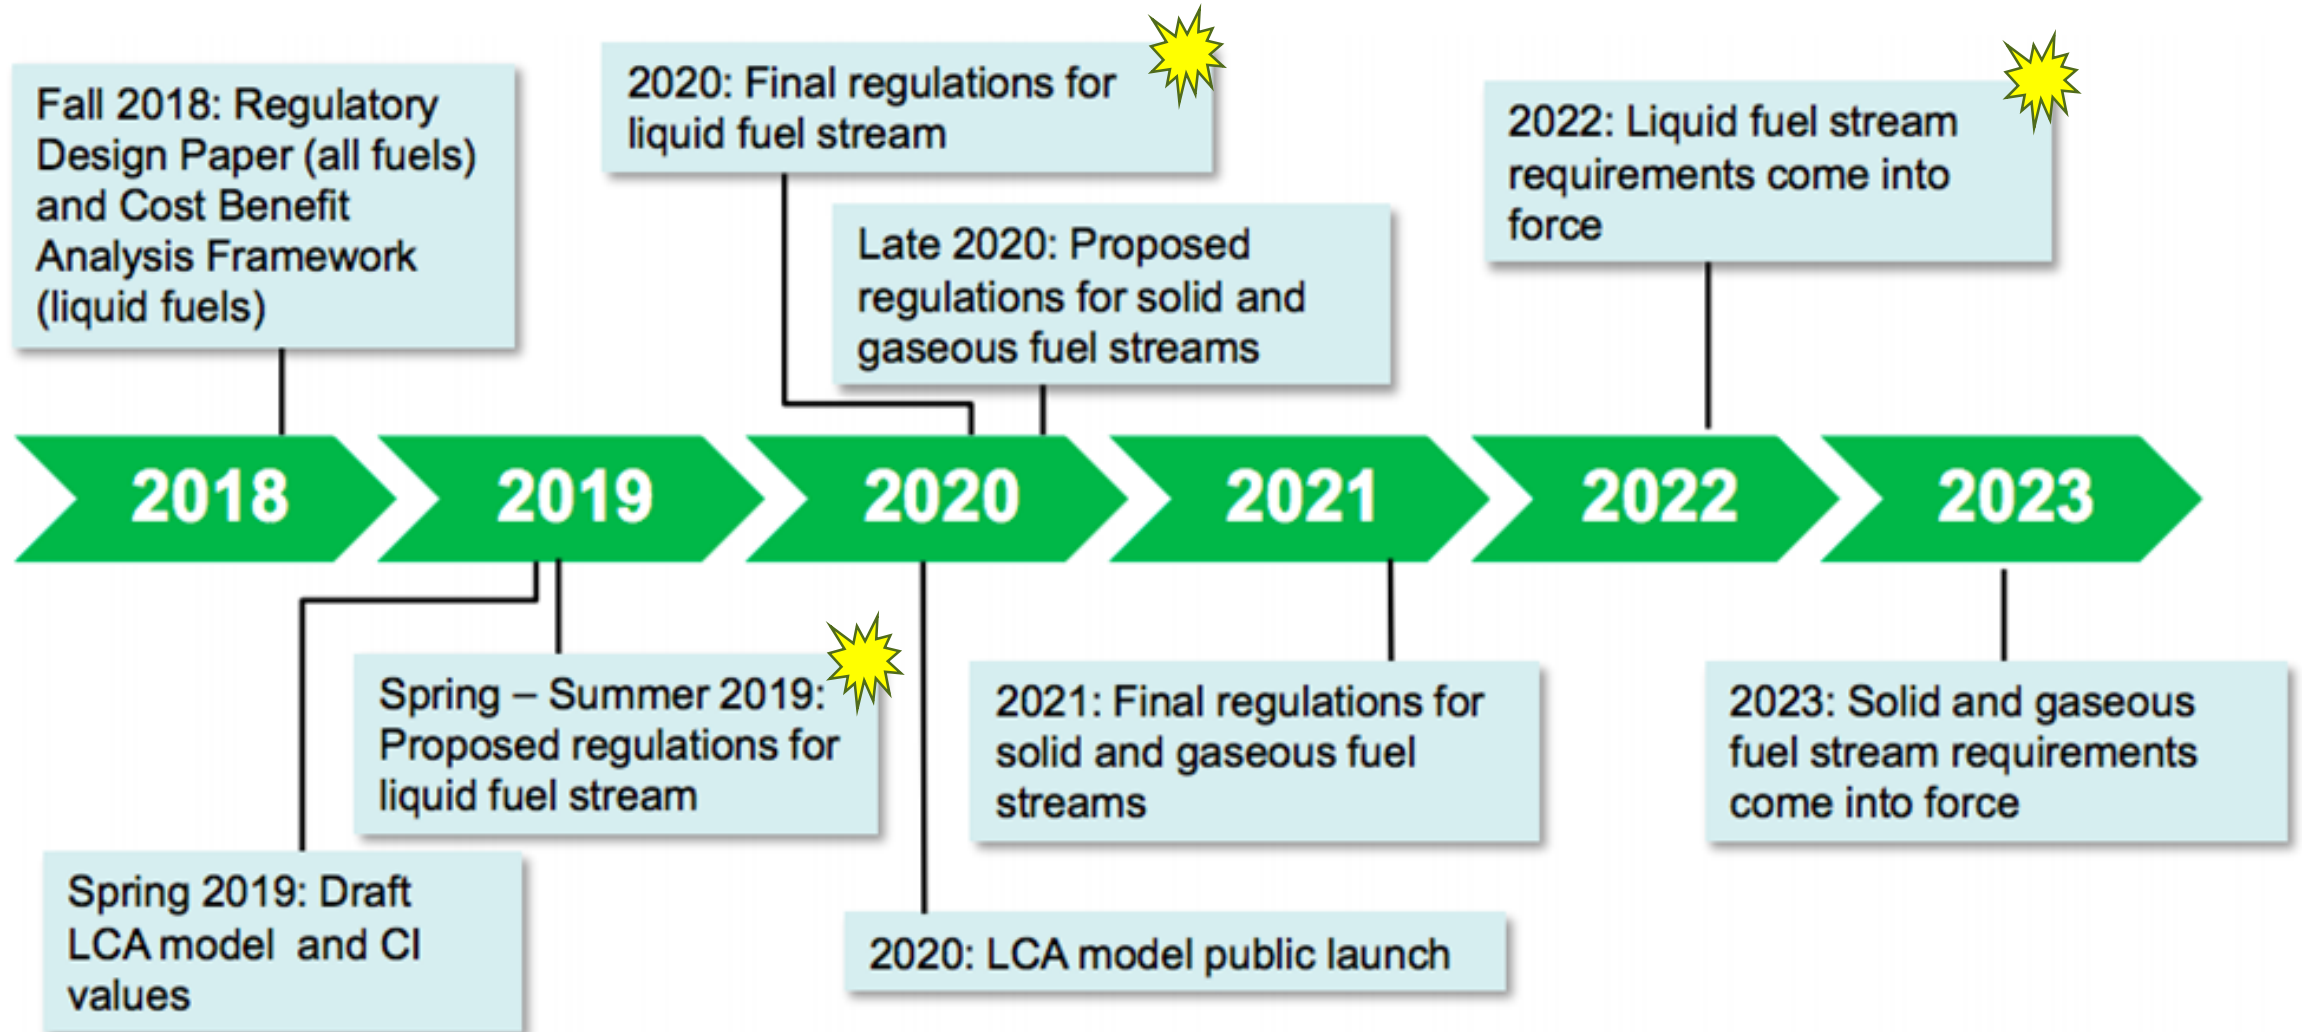 Fall 2018: Regulatory
Design Paper (all fuels)
and Cost Benefit
Analysis Framework
(liquid fuels)
2020: Final regulations for
liquid fuel stream
Late 2020: Proposed
regulations for solid and
gaseous fuel streams
2022: Liquid fuel stream
requirements come into
force
2018
2019
2020
2021
2022
2023
Spring 2019: Draft
LCA model and CI
values
Spring – Summer 2019:
Proposed regulations for
liquid fuel stream
2020: LCA model public launch
2021: Final regulations for
solid and gaseous fuel
streams
2023: Solid and gaseous
fuel stream requirements
come into force